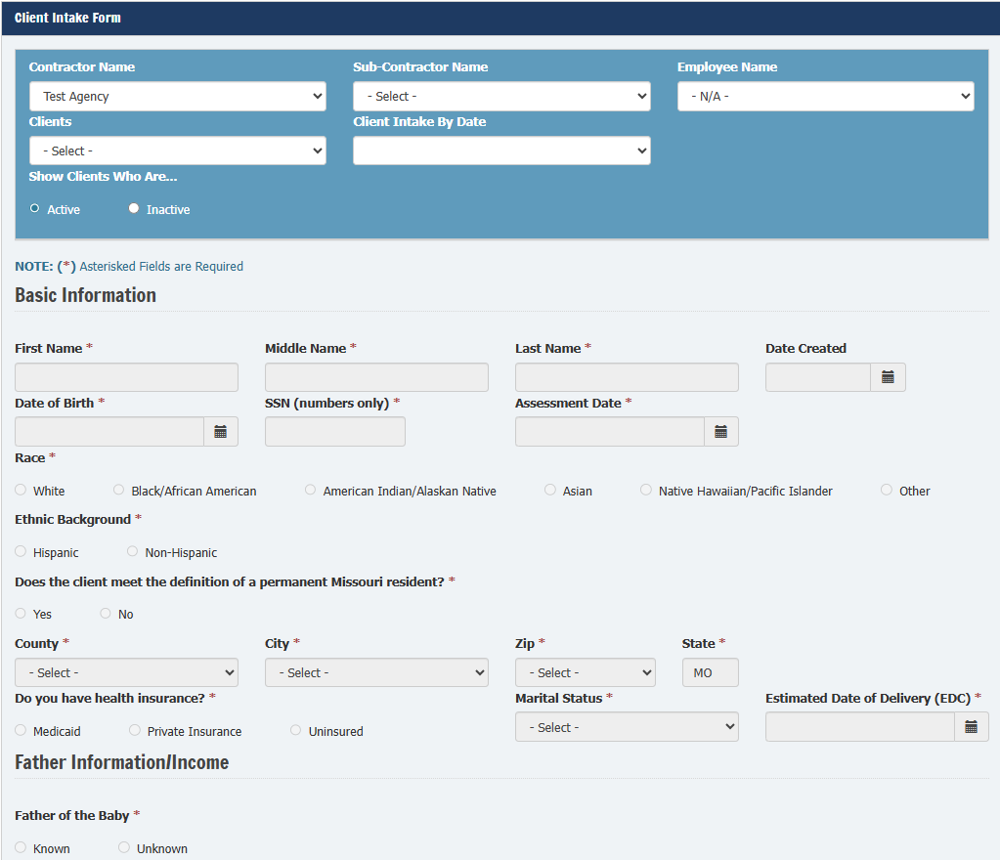 Client Intake Form
Contractor Name Sub-Contractor Name Employee Name
Test Agency - Select - - N/A -
Clients Client Intake By Date
- Select -
Show Clients Who Are...
Active Inactive
NOTE: (*) Asterisked Fields are Required
Basic Information
First Name * Middle Name * Last Name * Date Created
Date of Birth * SSN (numbers only) * Assessment Date *
Race *
White Black/African American American Indian/Alaskan Native Asian Native Hawaiian/Pacific Islander Other
Ethnic Background *
Hispanic Non-Hispanic
Does the client meet the definition of a permanent Missouri resident? *
Yes No
County * City * Zip * State *
- Select - - Select - - Select - MO
Do you have health insurance? * Marital Status * Estimated Date of Delivery (EDC) *
Medicaid Private Insurance Uninsured - Select -
Father Information/Income
Father of the Baby *
Known Unknown